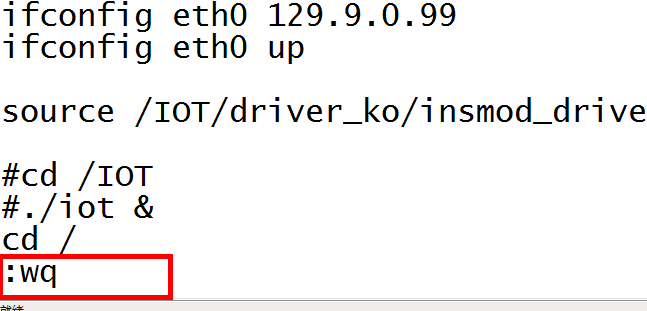 ifconfig eth0 129.9.0.99
ifconfig eth0 up
source /IOT/driver_ko/insmod_drive
#cd /IOT
#./iot &
cd /
:wq